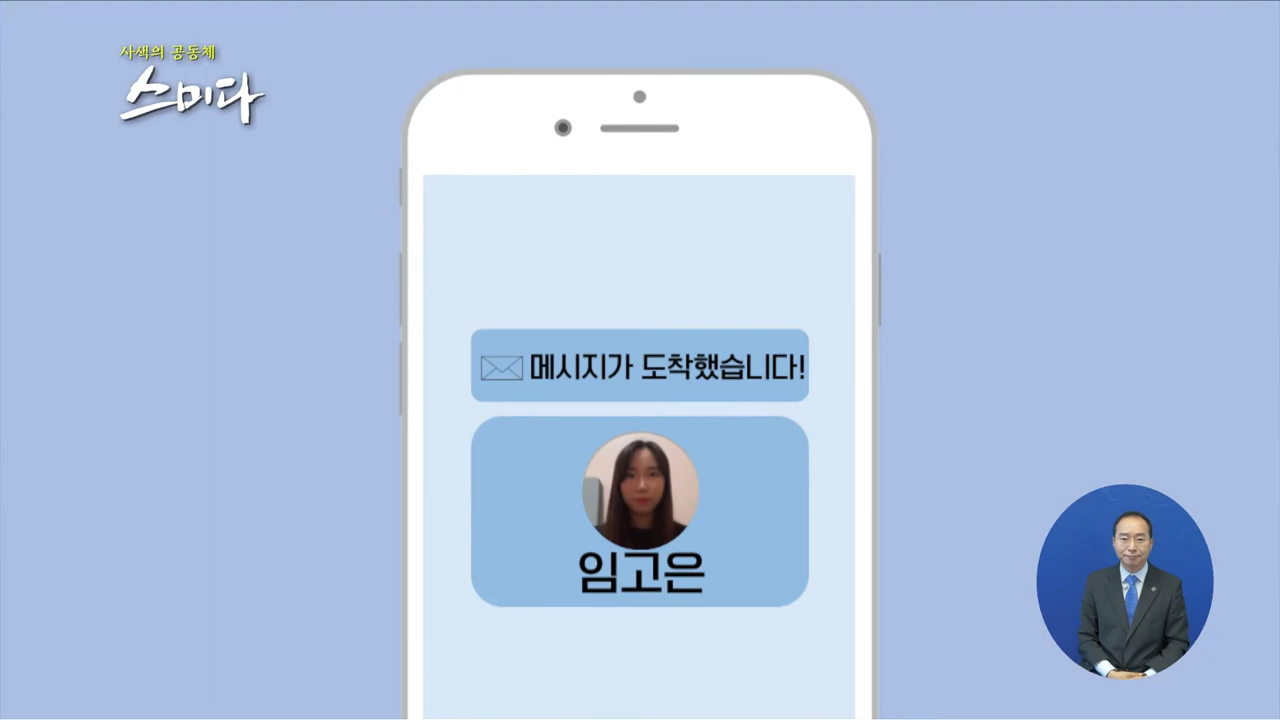 사색의 공동체
스미다
메시지가 도착했습니다!
임고은